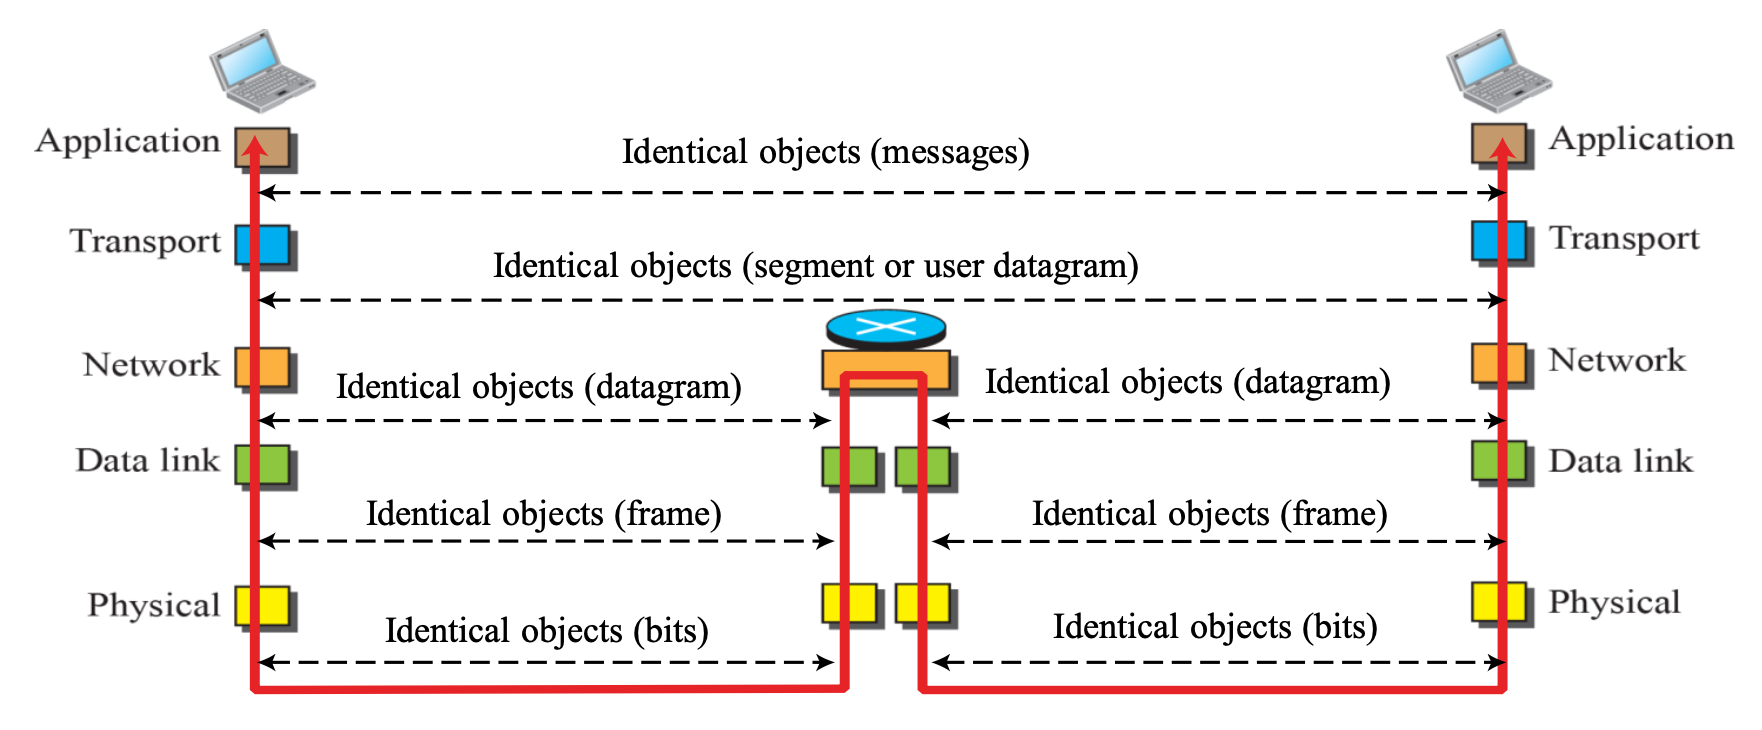 Application
Identical objects (messages)
Application
Transport
Identical objects (segment or user datagram)
Transport
Network
Identical objects (datagram)
Identical objects (datagram)
Network
Data link
Identical objects (frame)
Identical objects (frame)
Data link
Physical
Identical objects (bits)
Identical objects (bits)
Physical